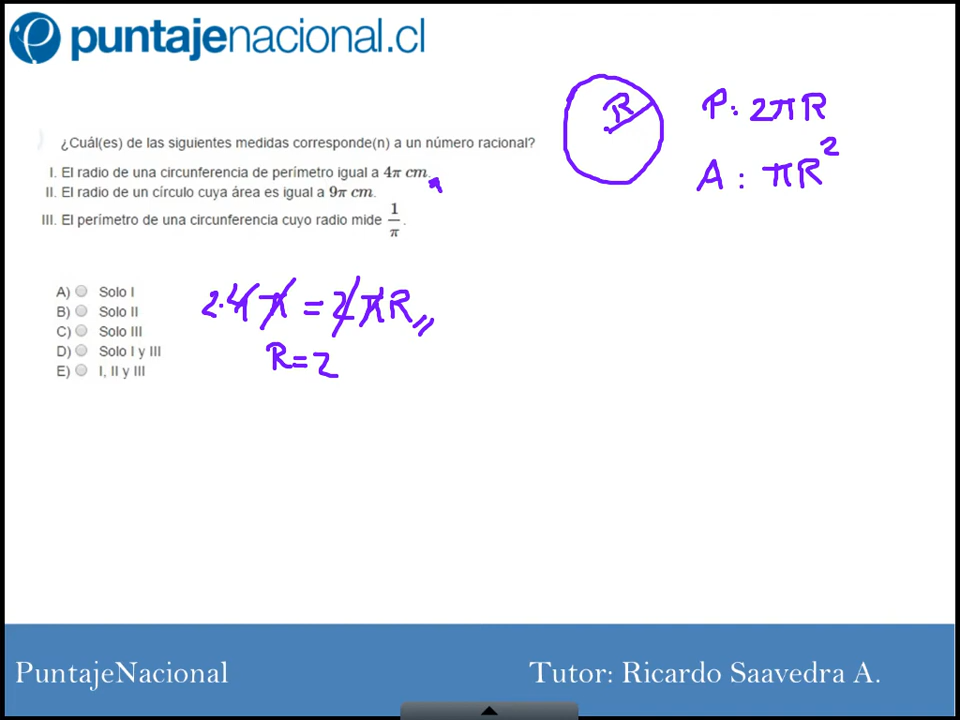 puntajenacional.cl
¿Cuál(es) de las siguientes medidas corresponde(n) a un número racional?
I. El radio de una circunferencia de perímetro igual a 4π cm.
II. El radio de un círculo cuya área es igual a 9π cm.
III. El perímetro de una circunferencia cuyo radio mide 1/π.
A) Solo I
B) Solo II
C) Solo III
D) Solo I y III
E) I, II y III
R
P: 2πR
A: πR²
2·4π = 2πR
R=2
PuntajeNacional
Tutor: Ricardo Saavedra A.